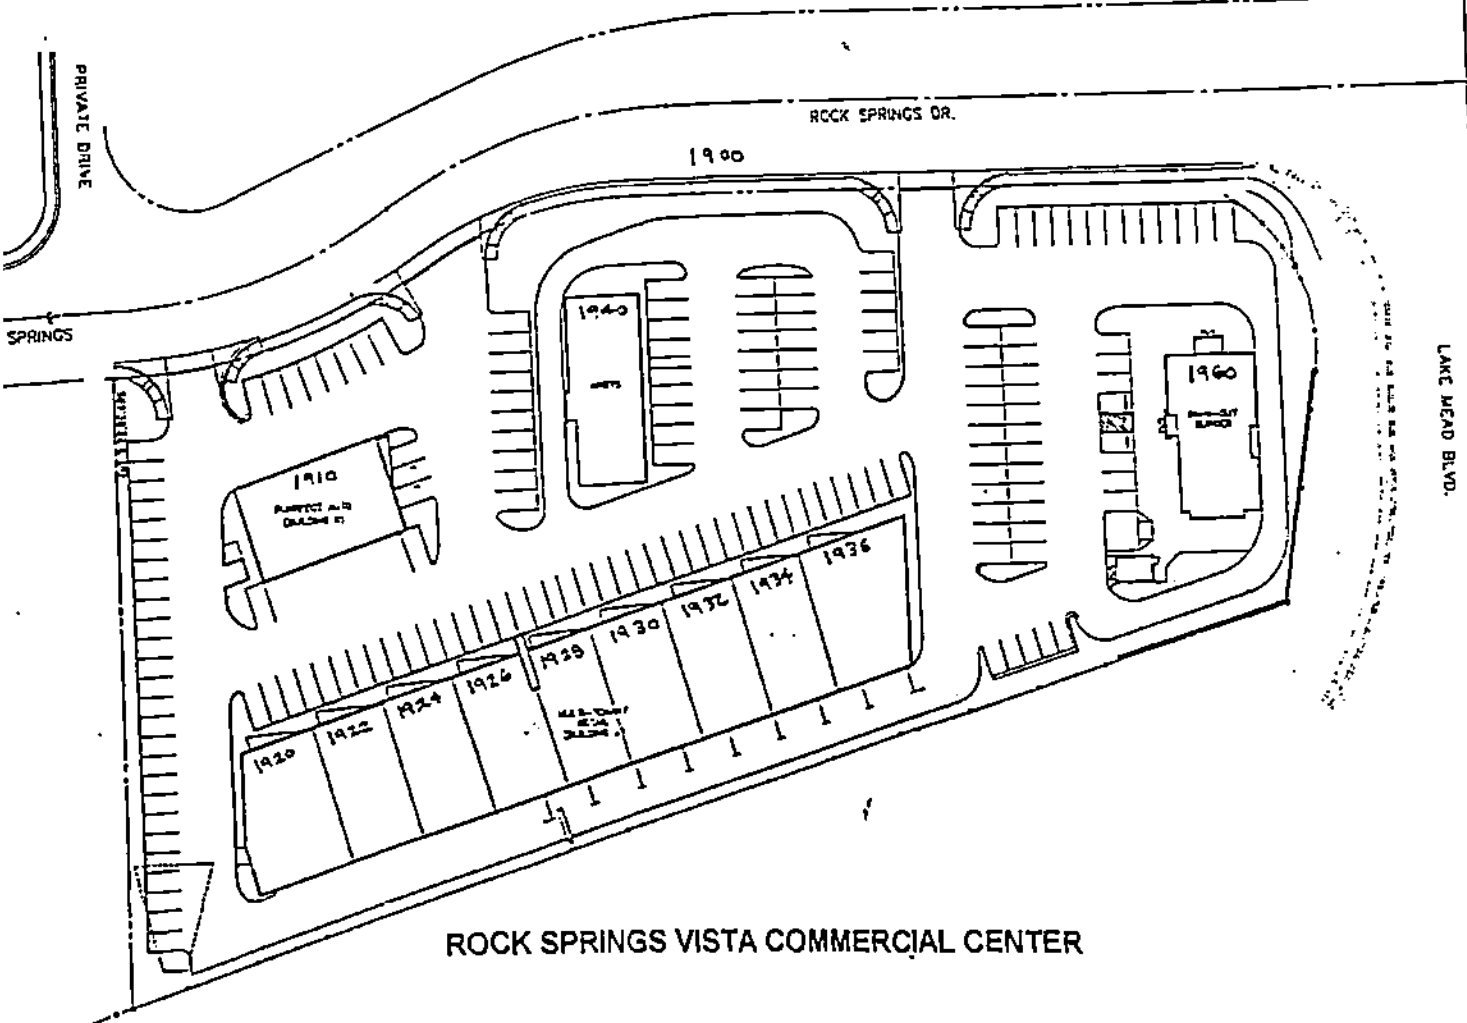 PRIVATE DRIVE
ROCK SPRINGS DR.
1900
SPRINGS
1940
1960
LAKE MEAD BLVD.
1910
1936
1934
1932
1930
1928
1926
1924
1922
1920
ROCK SPRINGS VISTA COMMERCIAL CENTER